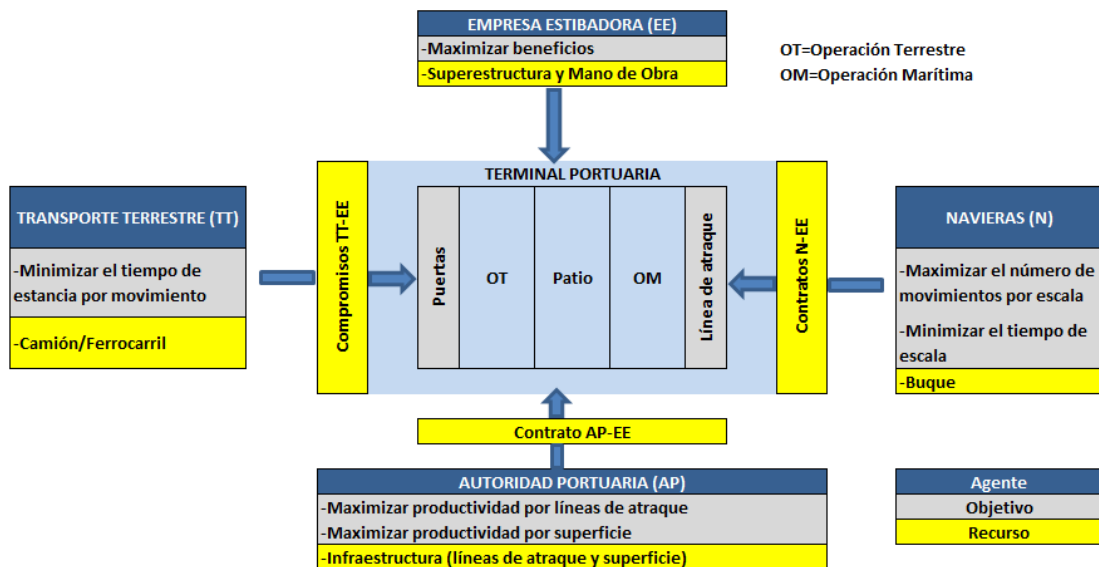 EMPRESA ESTIBADORA (EE)
-Maximizar beneficios
-Superestructura y Mano de Obra
OT=Operación Terrestre
OM=Operación Marítima
TRANSPORTE TERRESTRE (TT)
-Minimizar el tiempo de
estancia por movimiento
-Camión/Ferrocarril
Compromisos TT-EE
TERMINAL PORTUARIA
Puertas
OT
Patio
OM
Línea de atraque
Contratos N-EE
NAVIERAS (N)
-Maximizar el número de
movimientos por escala
-Minimizar el tiempo de
escala
-Buque
Contrato AP-EE
AUTORIDAD PORTUARIA (AP)
-Maximizar productividad por líneas de atraque
-Maximizar productividad por superficie
-Infraestructura (líneas de atraque y superficie)
Agente
Objetivo
Recurso